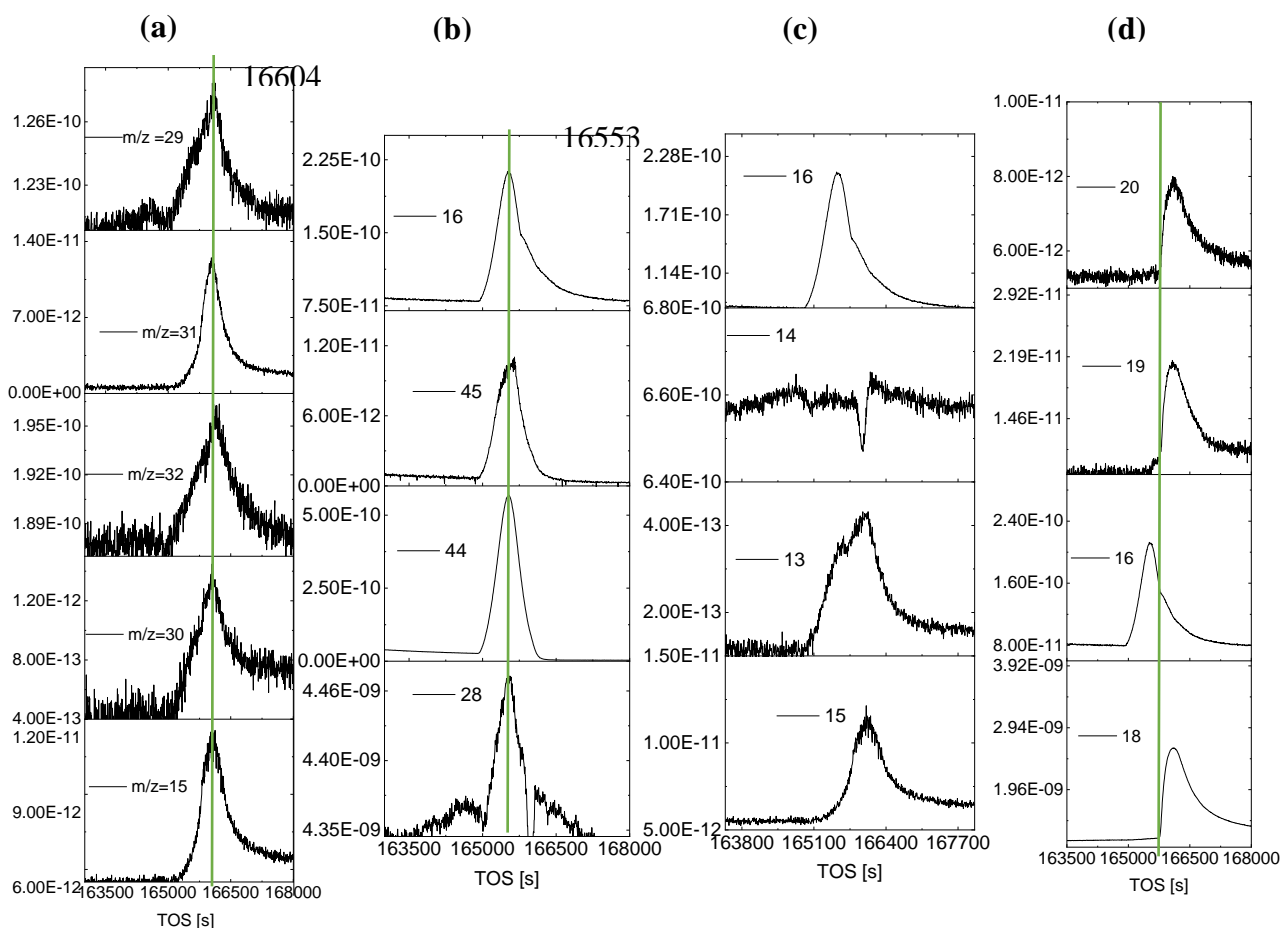 (a)
(b)
(c)
(d)
16604
1.26E-10
m/z =29
1.23E-10
1.40E-11
7.00E-12
m/z=31
0.00E+00
1.95E-10
1.92E-10
m/z=32
1.89E-10
1.20E-12
m/z=30
8.00E-13
4.00E-13
1.20E-11
m/z=15
9.00E-12
6.00E-12
163500 165000 166500 168000
TOS [s]
16553
2.25E-10
16
1.50E-10
7.50E-11
1.20E-11
45
6.00E-12
0.00E+00
5.00E-10
44
2.50E-10
0.00E+00
28
4.46E-09
4.40E-09
4.35E-09
163500 165000 166500 168000
TOS [s]
2.28E-10
16
1.71E-10
1.14E-10
6.80E-10
14
6.60E-10
6.40E-10
4.00E-13
13
2.00E-13
1.50E-11
15
1.00E-11
5.00E-12
163800 165100 166400 167700
TOS [s]
1.00E-11
20
8.00E-12
6.00E-12
2.92E-11
2.19E-11
19
1.46E-11
2.40E-10
16
1.60E-10
8.00E-11
3.92E-09
2.94E-09
18
1.96E-09
163500 165000 166500 168000
TOS [s]